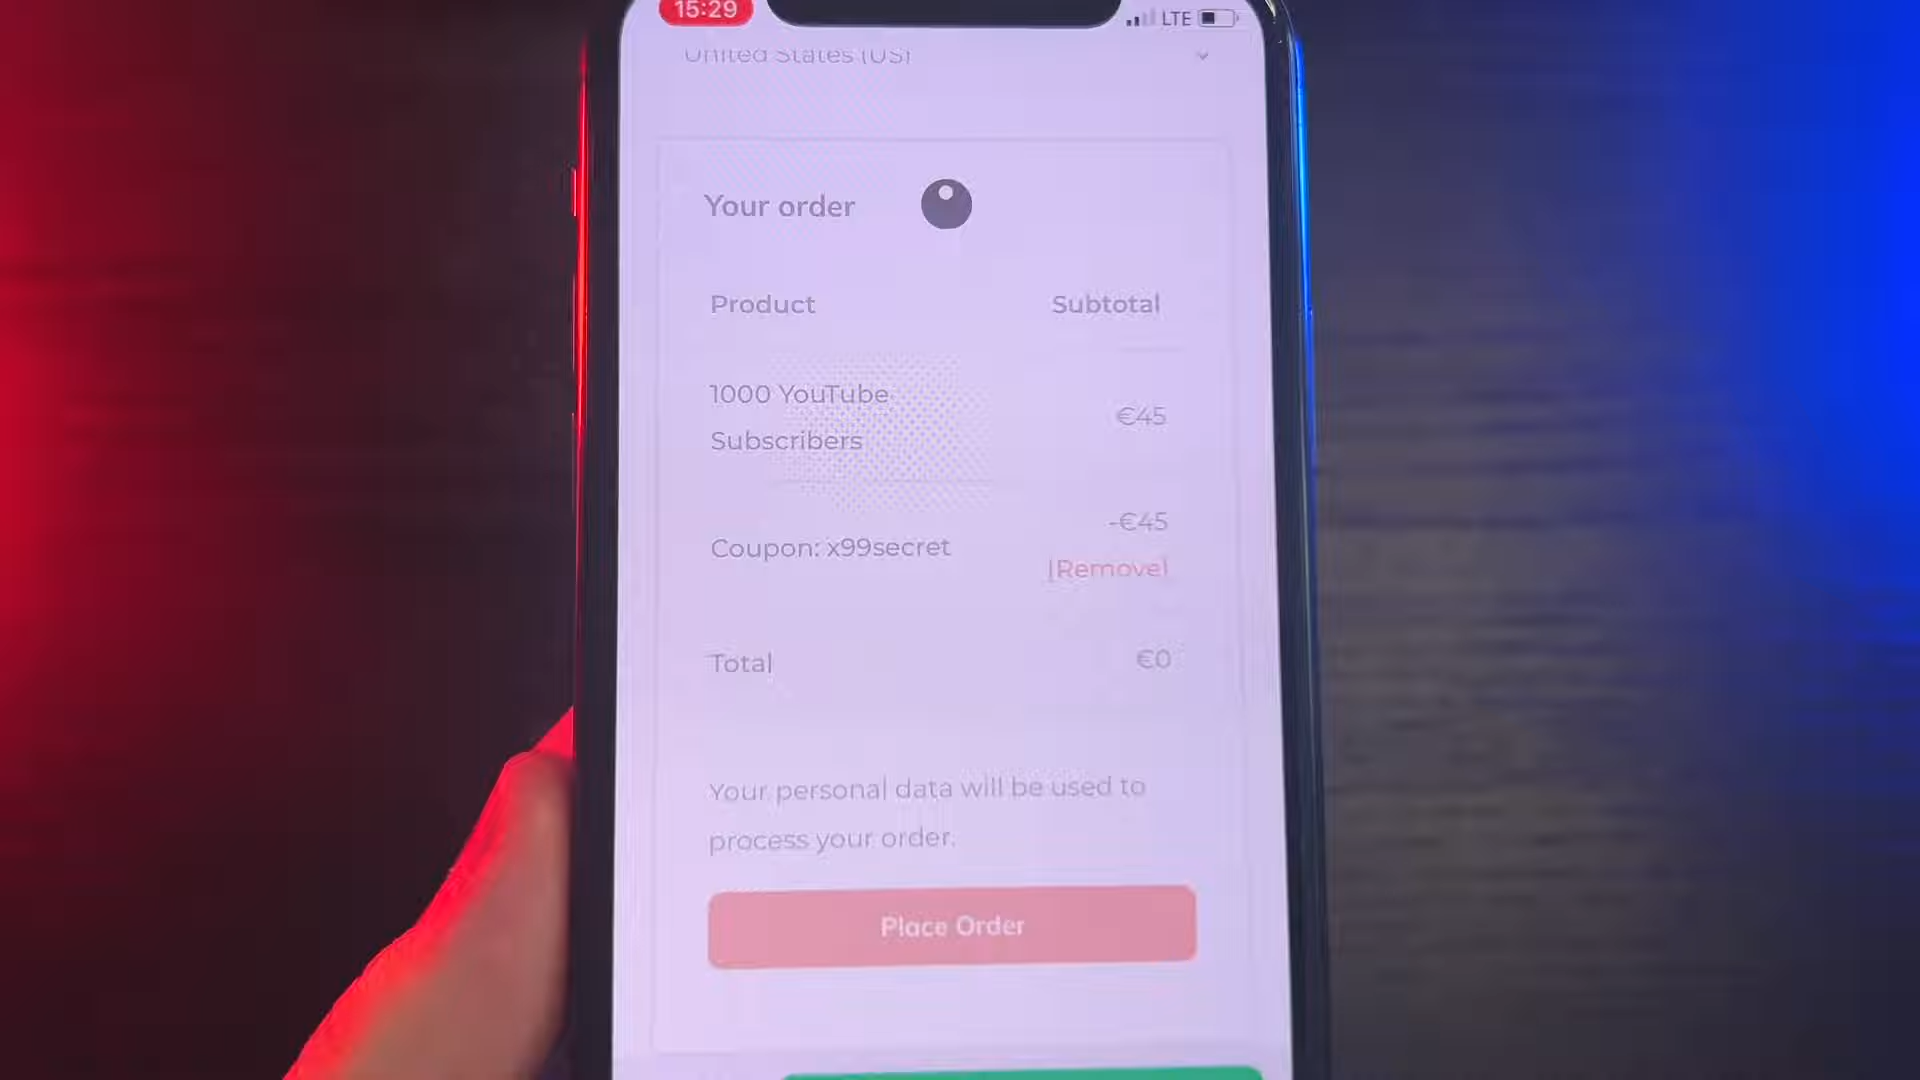 15:29
LTE
United States (US)
Your order
Product Subtotal
1000 YouTube
Subscribers
€45
Coupon: x99secret
-€45
[Remove]
Total €0
Your personal data will be used to
process your order.
Place Order